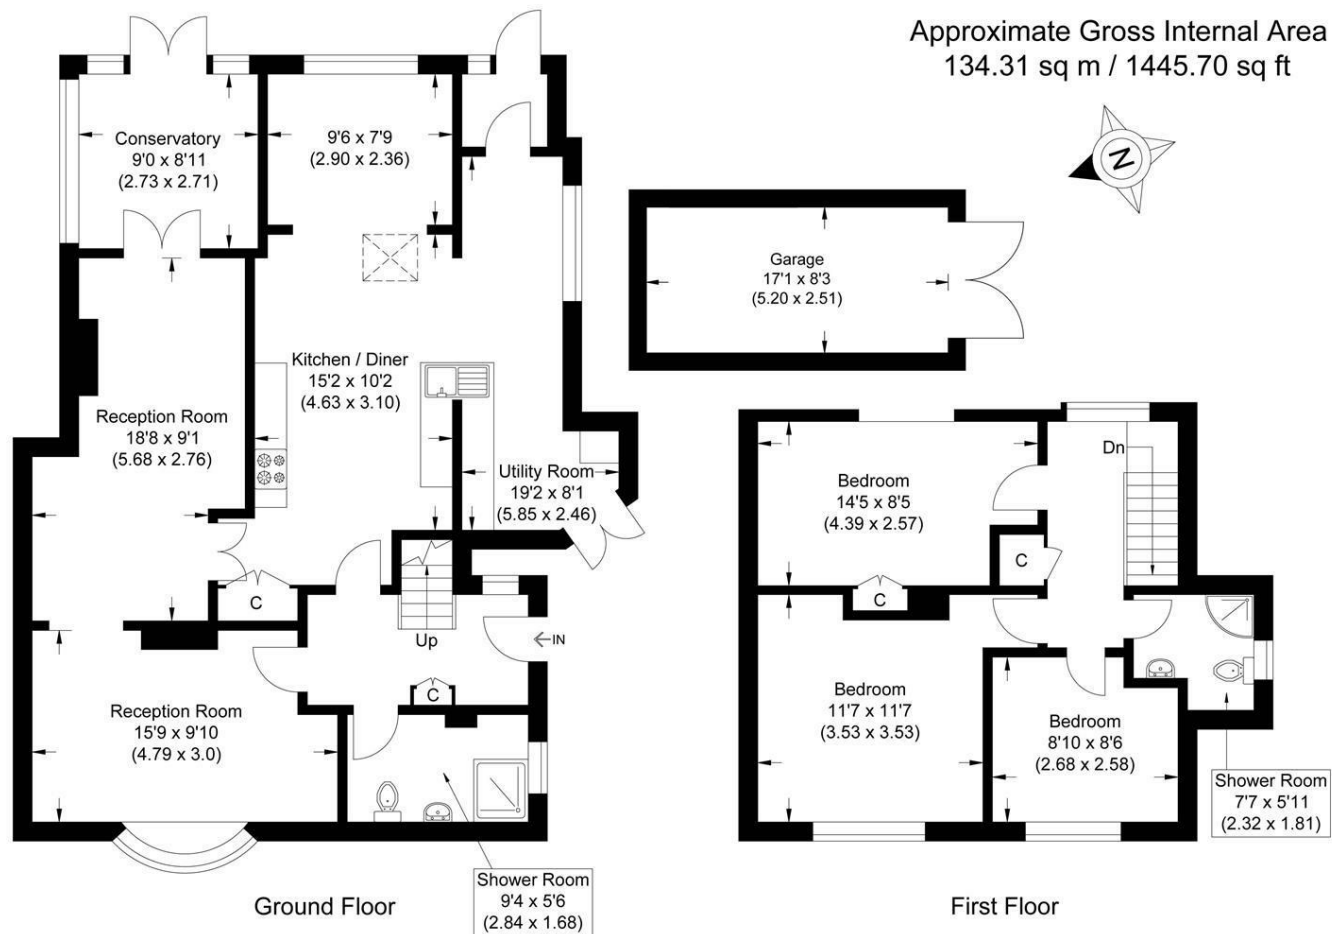 Approximate Gross Internal Area
134.31 sq m / 1445.70 sq ft
N
Conservatory
9'0 x 8'11
(2.73 x 2.71)
9'6 x 7'9
(2.90 x 2.36)
Garage
17'1 x 8'3
(5.20 x 2.51)
Kitchen / Diner
15'2 x 10'2
(4.63 x 3.10)
Reception Room
18'8 x 9'1
(5.68 x 2.76)
Utility Room
19'2 x 8'1
(5.85 x 2.46)
C
Up
IN
C
Reception Room
15'9 x 9'10
(4.79 x 3.0)
Shower Room
9'4 x 5'6
(2.84 x 1.68)
Ground Floor
Dn
Bedroom
14'5 x 8'5
(4.39 x 2.57)
C
C
Bedroom
11'7 x 11'7
(3.53 x 3.53)
Bedroom
8'10 x 8'6
(2.68 x 2.58)
Shower Room
7'7 x 5'11
(2.32 x 1.81)
First Floor